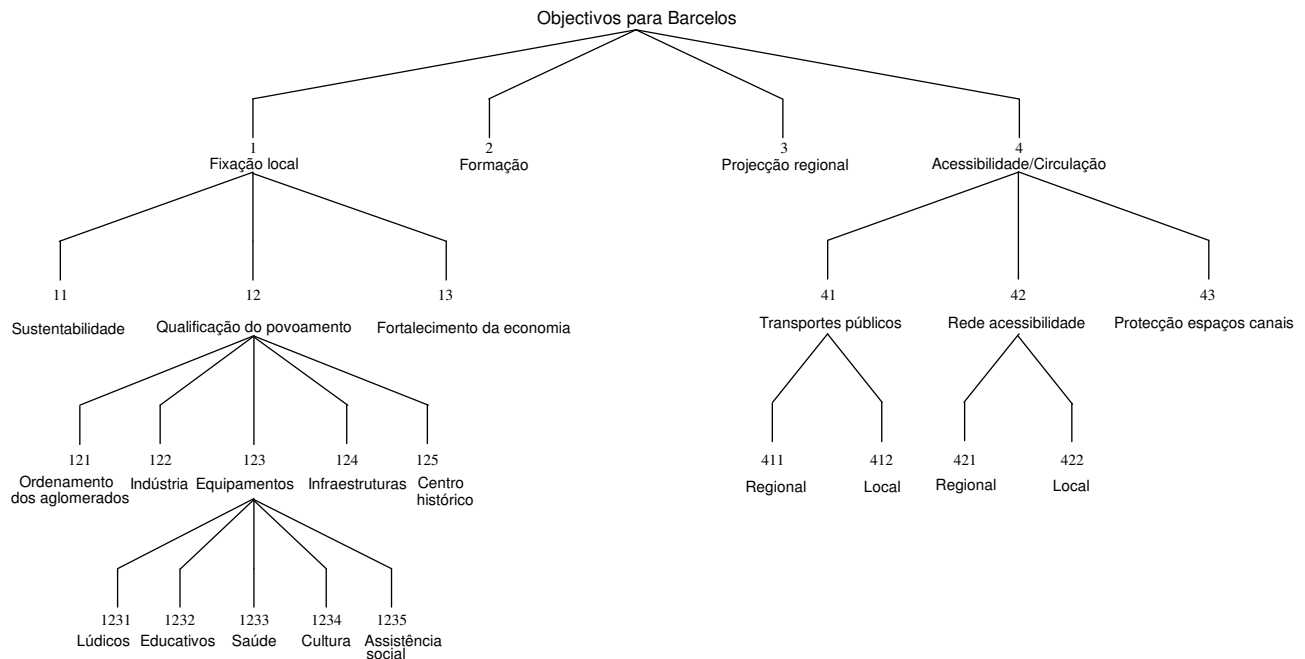 Objectivos para Barcelos
1 2 3 4
Fixação local Formação Projecção regional Acessibilidade/Circulação
11 12 13 41 42 43
Sustentabilidade Qualificação do povoamento Fortalecimento da economia Transportes públicos Rede acessibilidade Protecção espaços canais
121 122 123 124 125 411 412 421 422
Ordenamento Indústria Equipamentos Infraestruturas Centro Regional Local Regional Local
dos aglomerados histórico
1231 1232 1233 1234 1235
Lúdicos Educativos Saúde Cultura Assistência
social